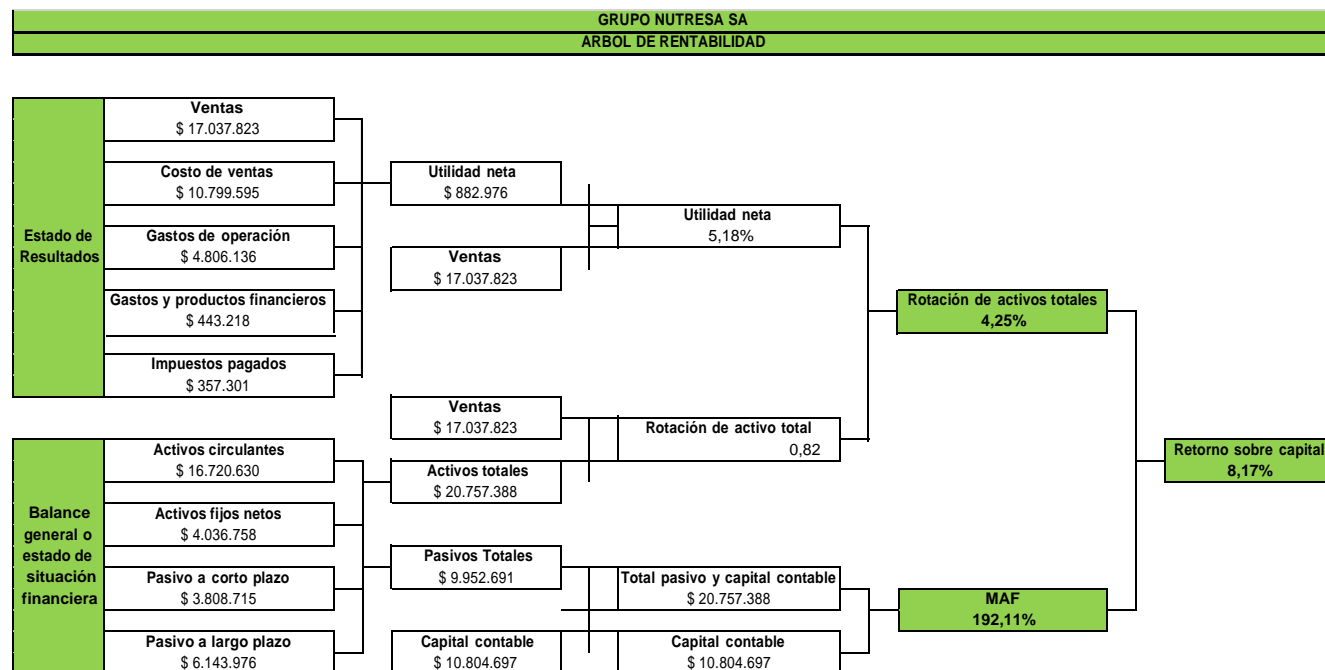 GRUPO NUTRESA SA
ARBOL DE RENTABILIDAD
Estado de
Resultados
Ventas
$ 17.037.823
Costo de ventas
$ 10.799.595
Gastos de operación
$ 4.806.136
Gastos y productos financieros
$ 443.218
Impuestos pagados
$ 357.301
Utilidad neta
$ 882.976
Ventas
$ 17.037.823
Utilidad neta
5,18%
Rotación de activos totales
4,25%
Balance
general o
estado de
situación
financiera
Activos circulantes
$ 16.720.630
Activos fijos netos
$ 4.036.758
Pasivo a corto plazo
$ 3.808.715
Pasivo a largo plazo
$ 6.143.976
Ventas
$ 17.037.823
Activos totales
$ 20.757.388
Rotación de activo total
0,82
Pasivos Totales
$ 9.952.691
Capital contable
$ 10.804.697
Total pasivo y capital contable
$ 20.757.388
Capital contable
$ 10.804.697
MAF
192,11%
Retorno sobre capital
8,17%